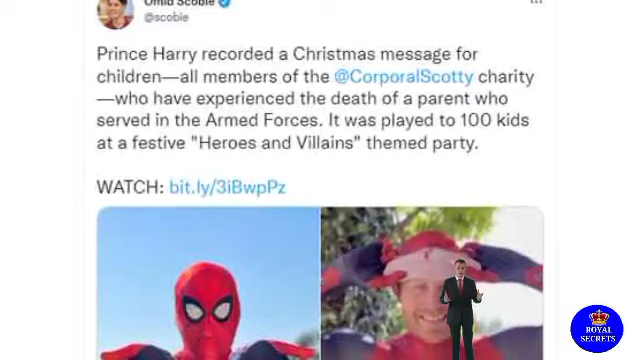 Omid Scobie
@scobie
Prince Harry recorded a Christmas message for
children—all members of the @CorporalScotty charity
—who have experienced the death of a parent who
served in the Armed Forces. It was played to 100 kids
at a festive "Heroes and Villains" themed party.
WATCH: bit.ly/3iBwpPz
ROYAL
SECRETS